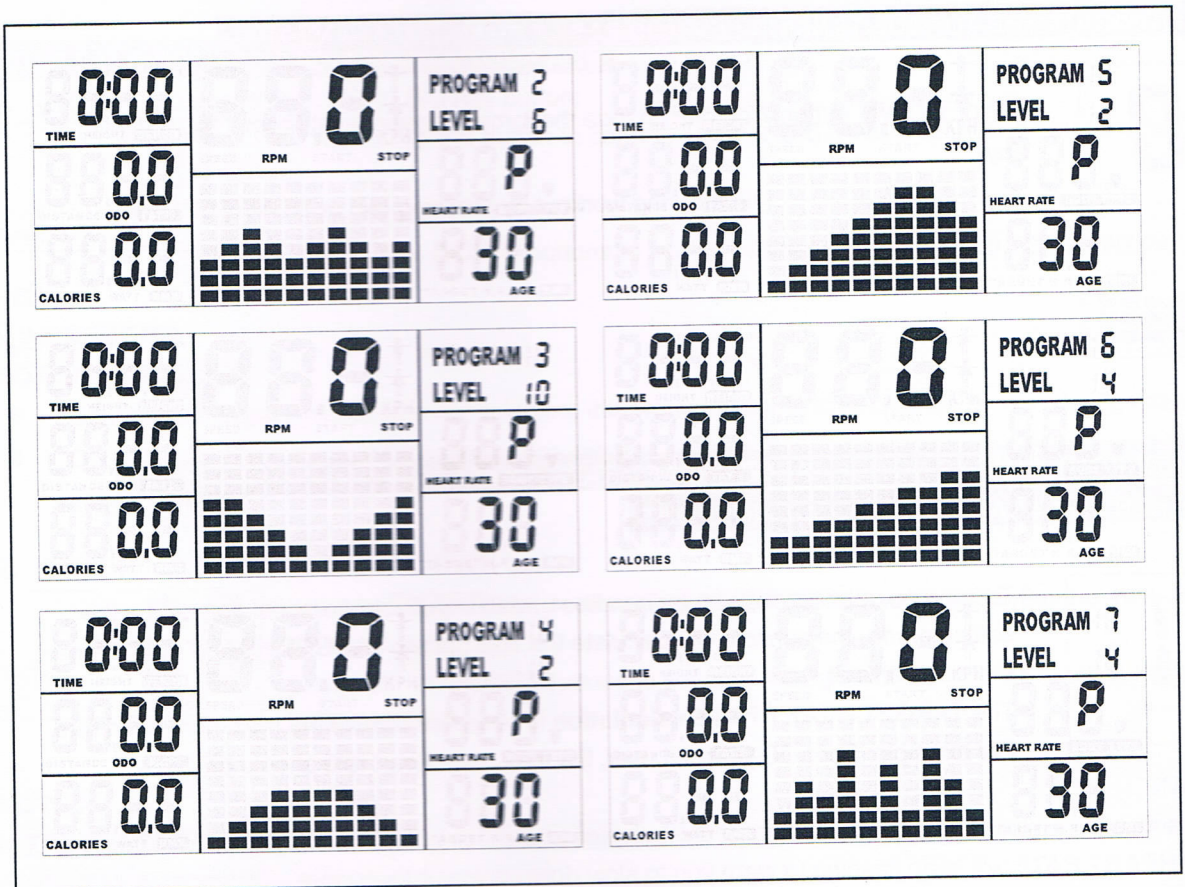 0:00
TIME
0.0
ODO
0.0
CALORIES
0
RPM STOP
PROGRAM 2
LEVEL 6
P
HEART RATE
30
AGE
0:00
TIME
0.0
ODO
0.0
CALORIES
0
RPM STOP
PROGRAM 5
LEVEL 2
P
HEART RATE
30
AGE
0:00
TIME
0.0
ODO
0.0
CALORIES
0
RPM STOP
PROGRAM 3
LEVEL 10
P
HEART RATE
30
AGE
0:00
TIME
0.0
ODO
0.0
CALORIES
0
RPM STOP
PROGRAM 6
LEVEL 4
P
HEART RATE
30
AGE
0:00
TIME
0.0
ODO
0.0
CALORIES
0
RPM STOP
PROGRAM 4
LEVEL 2
P
HEART RATE
30
AGE
0:00
TIME
0.0
ODO
0.0
CALORIES
0
RPM STOP
PROGRAM 7
LEVEL 4
P
HEART RATE
30
AGE